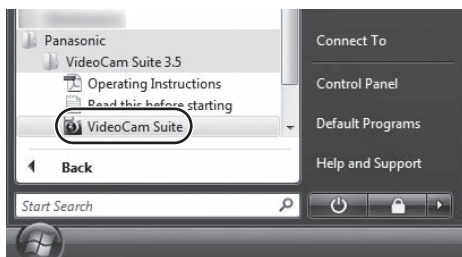 Panasonic
VideoCam Suite 3.5
Operating Instructions
Read this before starting
VideoCam Suite
Back
Start Search
Connect To
Control Panel
Default Programs
Help and Support